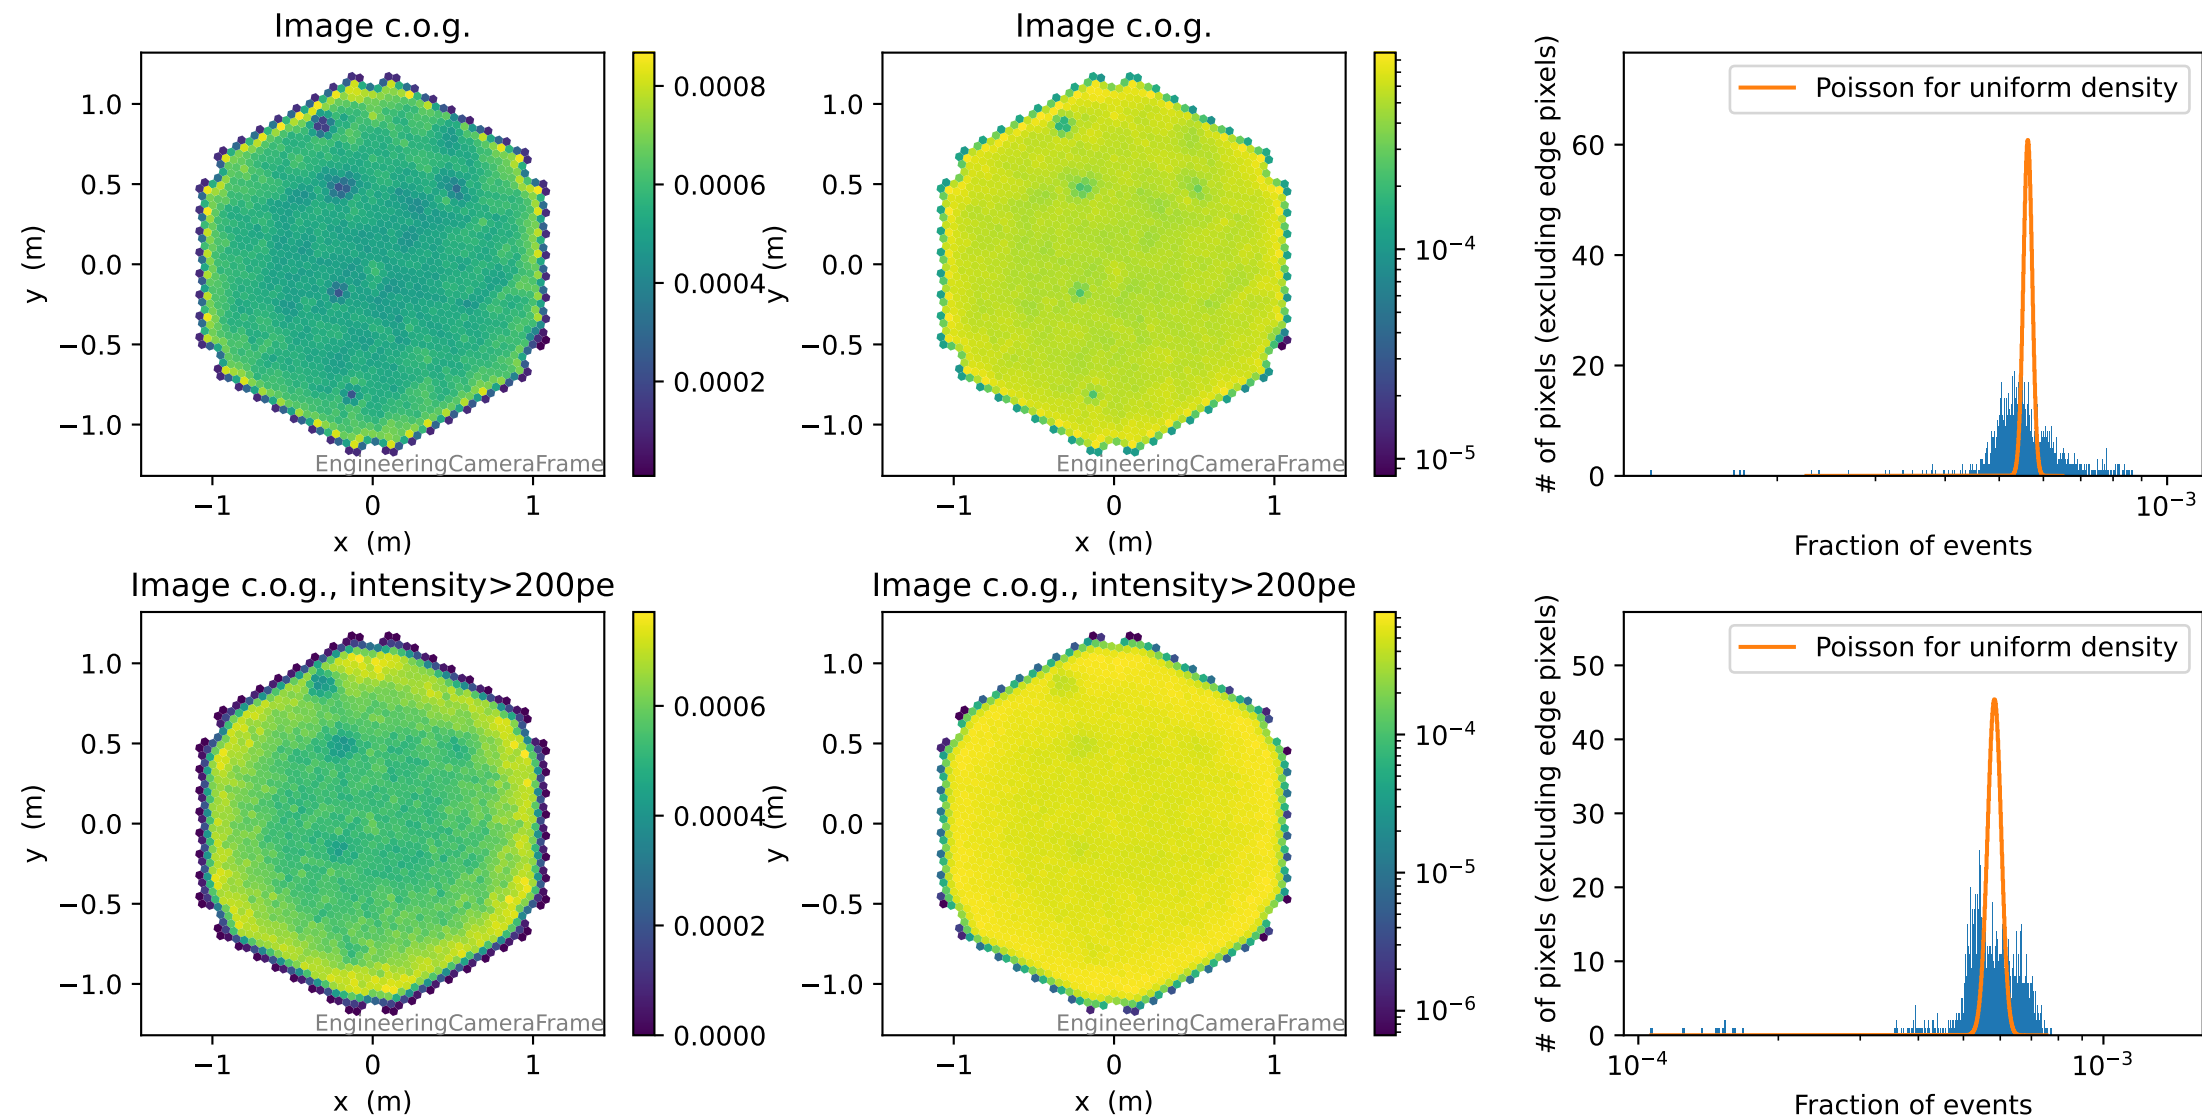 Image c.o.g.
1.0
0.5
0.0
−0.5
−1.0
y (m)
−1
0
1
x (m)
EngineeringCameraFrame
0.0008
0.0006
0.0004
0.0002
Image c.o.g.
1.0
0.5
0.0
−0.5
−1.0
y (m)
−1
0
1
x (m)
EngineeringCameraFrame
10⁻⁴
10⁻⁵
# of pixels (excluding edge pixels)
60
40
20
0
Poisson for uniform density
10⁻³
Fraction of events
Image c.o.g., intensity>200pe
1.0
0.5
0.0
−0.5
−1.0
y (m)
−1
0
1
x (m)
EngineeringCameraFrame
0.0006
0.0004
0.0002
0.0000
Image c.o.g., intensity>200pe
1.0
0.5
0.0
−0.5
−1.0
y (m)
−1
0
1
x (m)
EngineeringCameraFrame
10⁻⁴
10⁻⁵
10⁻⁶
# of pixels (excluding edge pixels)
50
40
30
20
10
0
Poisson for uniform density
10⁻⁴
10⁻³
Fraction of events